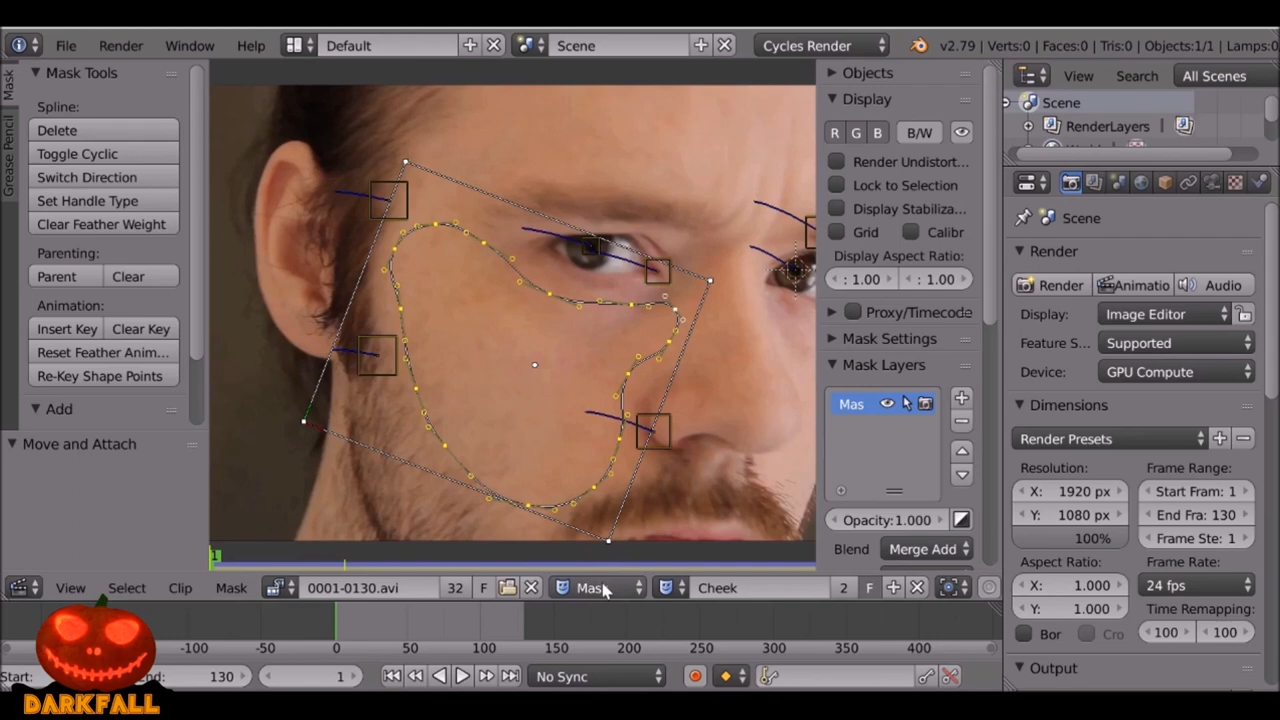 File Render Window Help Default Scene Cycles Render v2.79 | Verts:0 | Faces:0 | Tris:0 | Objects:1/1 | Lamps:0
Mask
Grease Pencil
Mask Tools
Spline:
Delete
Toggle Cyclic
Switch Direction
Set Handle Type
Clear Feather Weight
Parenting:
Parent Clear
Animation:
Insert Key Clear Key
Reset Feather Anim...
Re-Key Shape Points
Add
Move and Attach
Objects
Display
R G B B/W
Render Undistort...
Lock to Selection
Display Stabiliza...
Grid Calibr
Display Aspect Ratio:
: 1.00 : 1.00
Proxy/Timecode
Mask Settings
Mask Layers
Mas
Opacity:1.000
Blend Merge Add
View Search All Scenes
Scene
RenderLayers
Scene
Render
Render Animatio Audio
Display: Image Editor
Feature S... Supported
Device: GPU Compute
Dimensions
Render Presets
Resolution: Frame Range:
X: 1920 px Start Fram: 1
Y: 1080 px End Fra: 130
100% Frame Ste: 1
Aspect Ratio: Frame Rate:
X: 1.000 24 fps
Y: 1.000 Time Remapping:
Bor Cro 100 100
Output
1
View Select Clip Mask 0001-0130.avi 32 F Mas Cheek 2 F
-100 -50 0 50 100 150 200 250 300 350 400
Start: End: 130 1 No Sync
DARKFALL